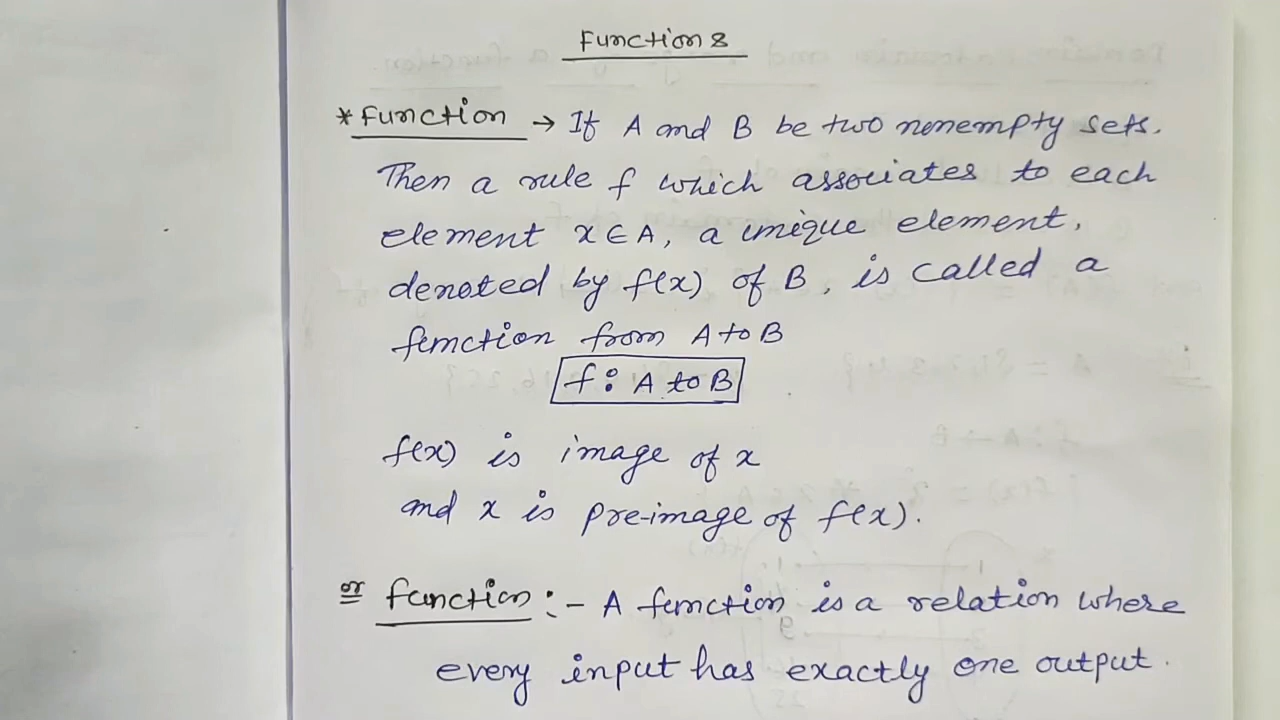 Functions
* Function → If A and B be two nonempty sets.
Then a rule f which associates to each
element x ∈ A, a unique element,
denoted by f(x) of B, is called a
function from A to B
f: A to B
f(x) is image of x
and x is pre-image of f(x).
or function :- A function is a relation where
every input has exactly one output.